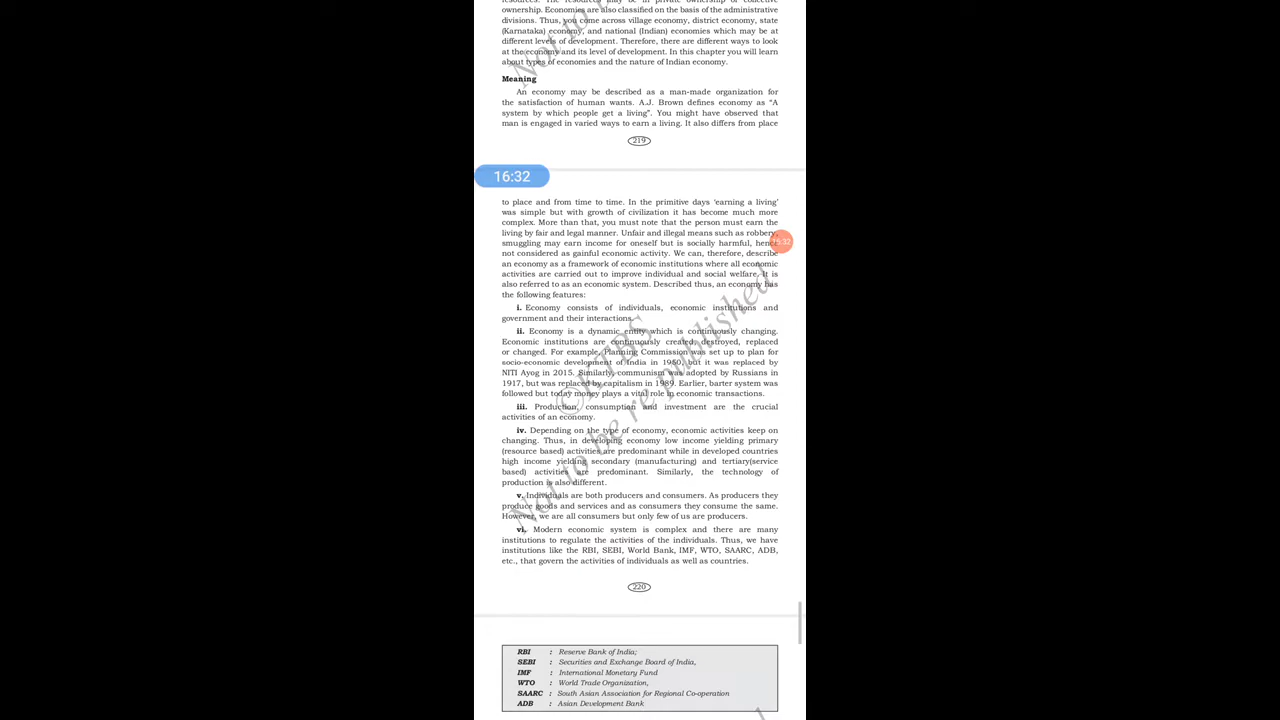 resources. The resources may be in private ownership or collective
ownership. Economies are also classified on the basis of the administrative
divisions. Thus, you come across village economy, district economy, state
(Karnataka) economy, and national (Indian) economies which may be at
different levels of development. Therefore, there are different ways to look
at the economy and its level of development. In this chapter you will learn
about types of economies and the nature of Indian economy.
Meaning
An economy may be described as a man-made organization for
the satisfaction of human wants. A.J. Brown defines economy as “A
system by which people get a living”. You might have observed that
man is engaged in varied ways to earn a living. It also differs from place
219
16:32
to place and from time to time. In the primitive days ‘earning a living’
was simple but with growth of civilization it has become much more
complex. More than that, you must note that the person must earn the
living by fair and legal manner. Unfair and illegal means such as robbery,
smuggling may earn income for oneself but is socially harmful, hence
16:32
not considered as gainful economic activity. We can, therefore, describe
an economy as a framework of economic institutions where all economic
activities are carried out to improve individual and social welfare. It is
also referred to as an economic system. Described thus, an economy has
the following features:
i. Economy consists of individuals, economic institutions and
government and their interactions.
ii. Economy is a dynamic entity which is continuously changing.
Economic institutions are continuously created, destroyed, replaced
or changed. For example, Planning Commission was set up to plan for
socio-economic development of India in 1950, but it was replaced by
NITI Ayog in 2015. Similarly communism was adopted by Russians in
1917, but was replaced by capitalism in 1989. Earlier, barter system was
followed but today money plays a vital role in economic transactions.
iii. Production, consumption and investment are the crucial
activities of an economy.
iv. Depending on the type of economy, economic activities keep on
changing. Thus, in developing economy low income yielding primary
(resource based) activities are predominant while in developed countries
high income yielding secondary (manufacturing) and tertiary(service
based) activities are predominant. Similarly, the technology of
production is also different.
v. Individuals are both producers and consumers. As producers they
produce goods and services and as consumers they consume the same.
However, we are all consumers but only few of us are producers.
vi. Modern economic system is complex and there are many
institutions to regulate the activities of the individuals. Thus, we have
institutions like the RBI, SEBI, World Bank, IMF, WTO, SAARC, ADB,
etc., that govern the activities of individuals as well as countries.
©KTBS
Not to be re published
220
RBI : Reserve Bank of India;
SEBI : Securities and Exchange Board of India,
IMF : International Monetary Fund
WTO : World Trade Organization,
SAARC : South Asian Association for Regional Co-operation
ADB : Asian Development Bank